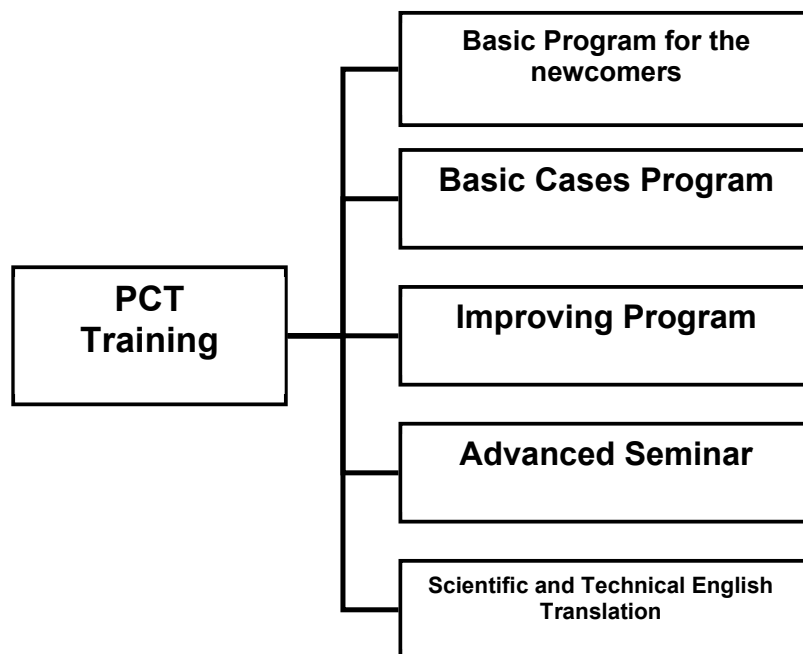 Basic Program for the
newcomers
Basic Cases Program
PCT
Training
Improving Program
Advanced Seminar
Scientific and Technical English
Translation